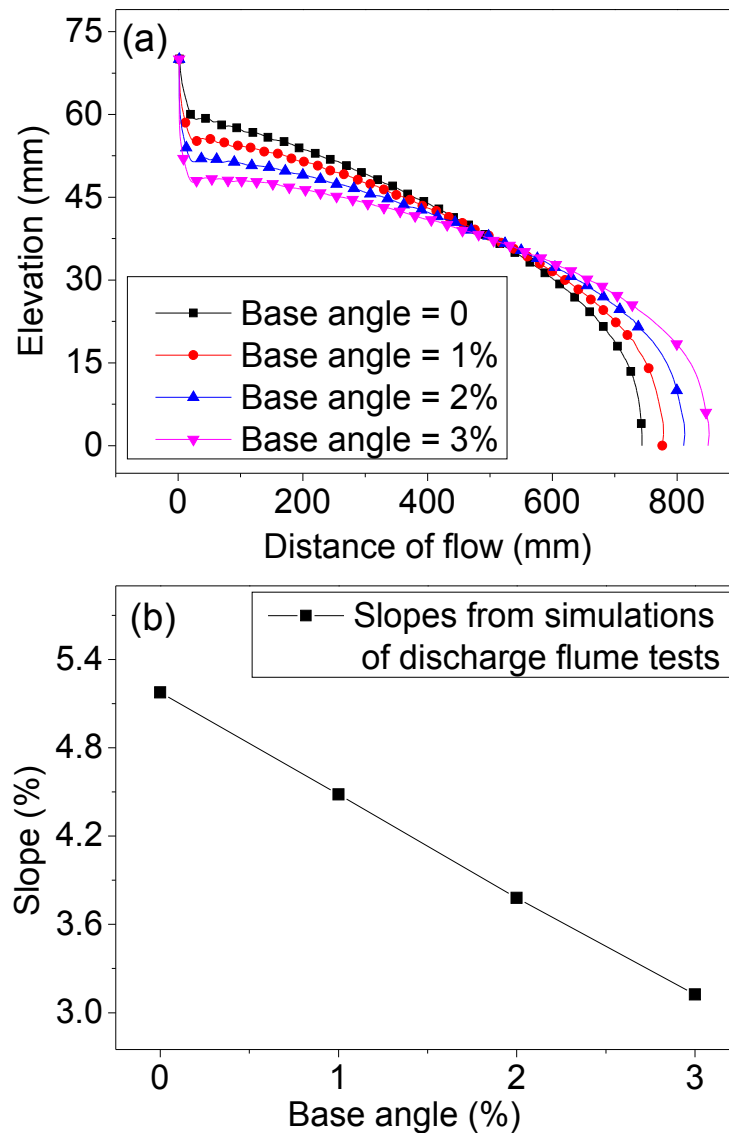 (a)
75
60
45
30
15
0
Elevation (mm)
Base angle = 0
Base angle = 1%
Base angle = 2%
Base angle = 3%
0 200 400 600 800
Distance of flow (mm)
(b)
Slopes from simulations
of discharge flume tests
5.4
4.8
4.2
3.6
3.0
Slope (%)
0 1 2 3
Base angle (%)